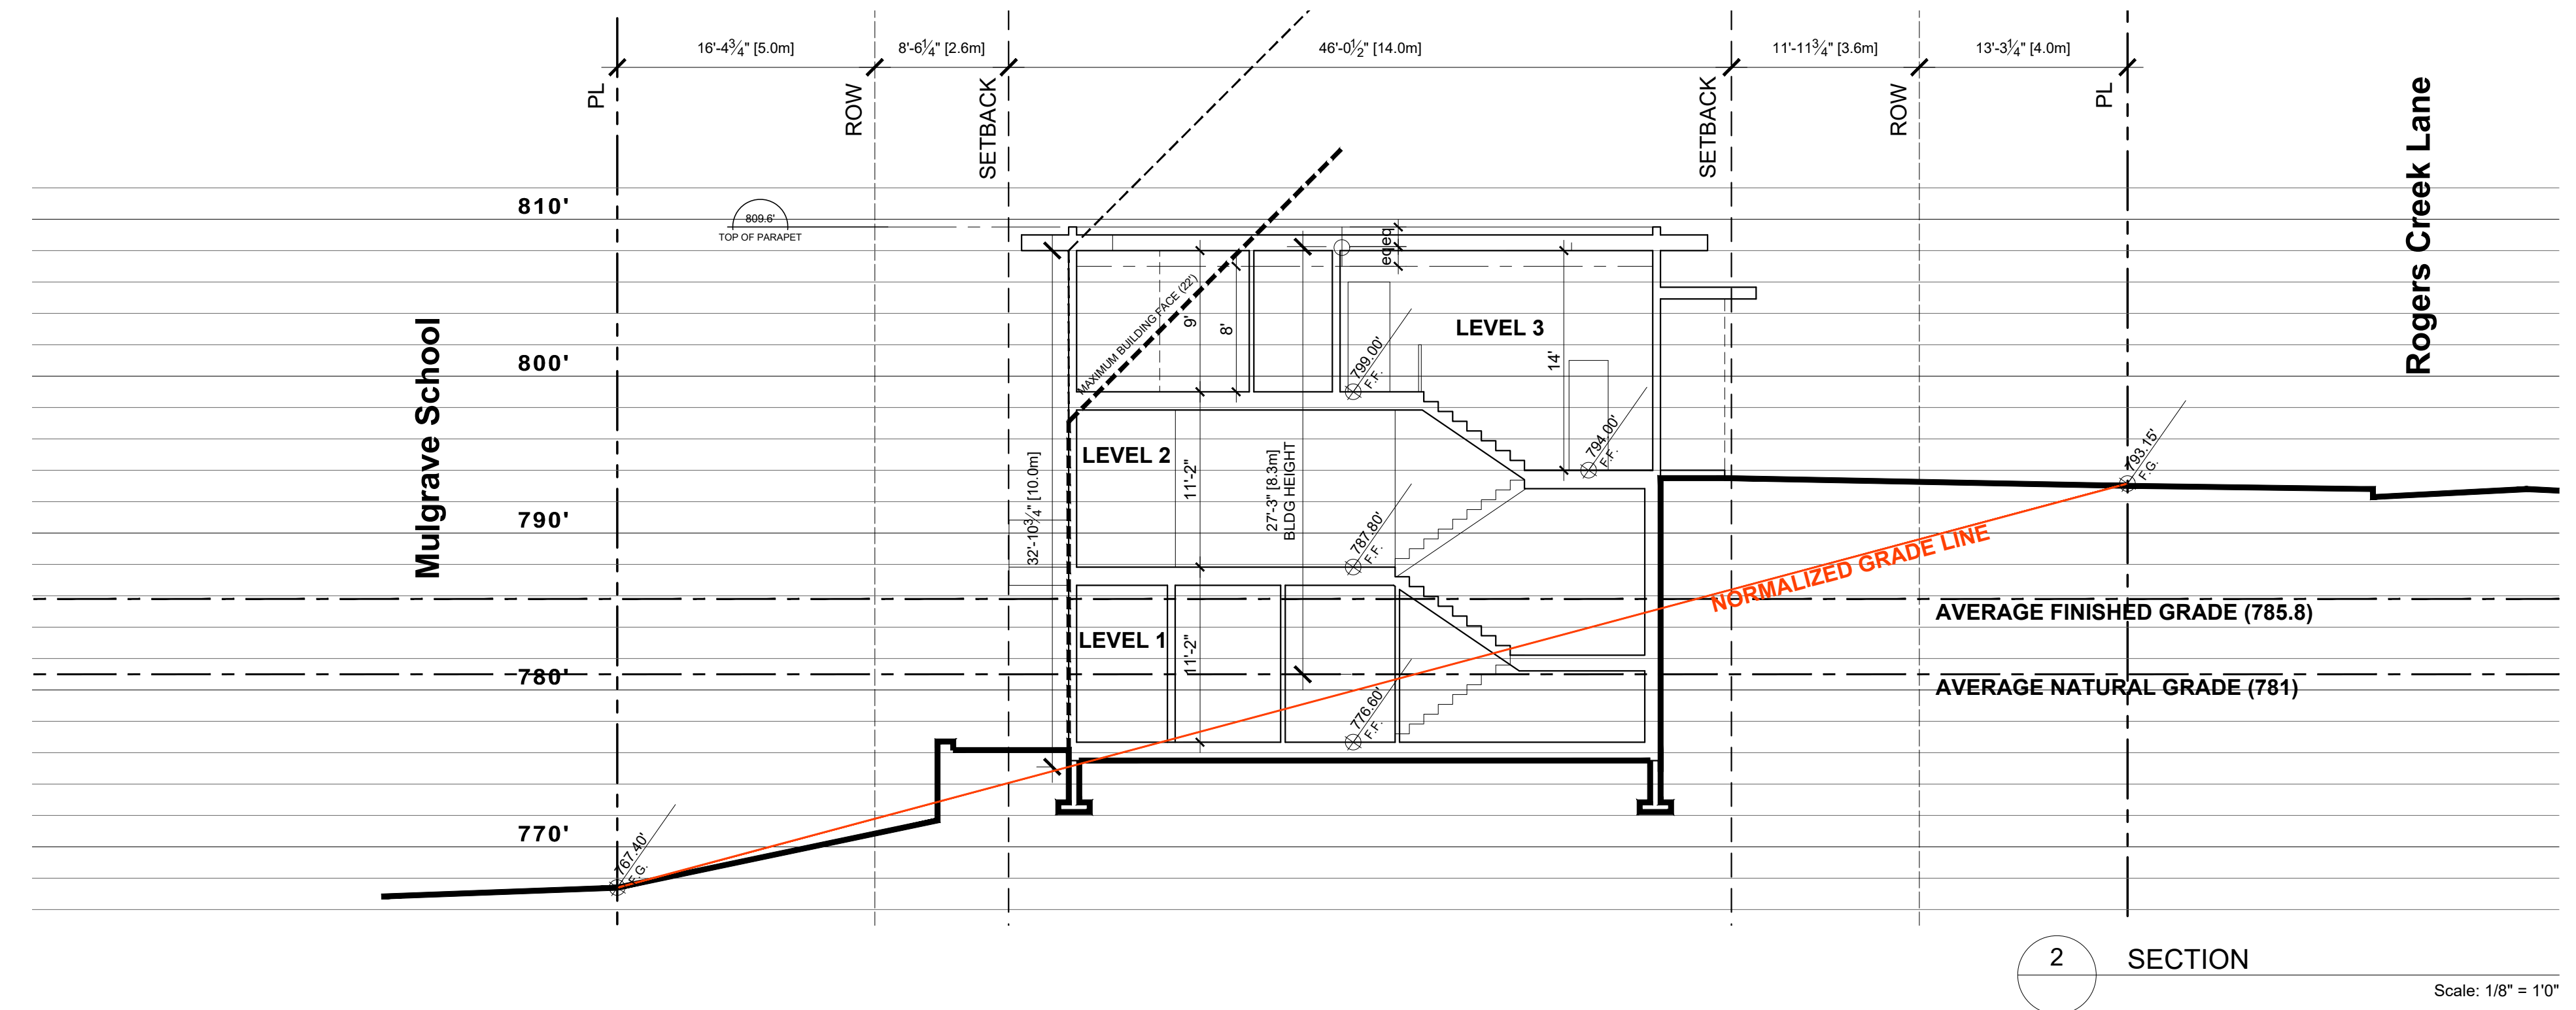 16'-4¾" [5.0m]
8'-6¼" [2.6m]
46'-0½" [14.0m]
11'-11¾" [3.6m]
13'-3¼" [4.0m]
PL
ROW
SETBACK
SETBACK
ROW
PL
Mulgrave School
Rogers Creek Lane
810'
800'
790'
780'
770'
809.6'
TOP OF PARAPET
MAXIMUM BUILDING FACE (22')
9'
8'
eq
eq
799.00'
F.F.
LEVEL 3
14'
794.00'
F.F.
793.15'
F.G.
LEVEL 2
32'-10¾" [10.0m]
11'-2"
27'-3" [8.3m]
BLDG HEIGHT
787.80'
F.F.
NORMALIZED GRADE LINE
AVERAGE FINISHED GRADE (785.8)
LEVEL 1
11'-2"
776.60'
F.F.
AVERAGE NATURAL GRADE (781)
767.40'
F.G.
2
SECTION
Scale: 1/8" = 1'0"